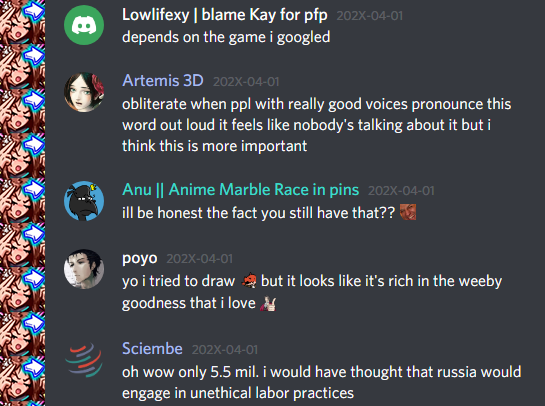 Lowlifexy | blame Kay for pfp 202X-04-01
depends on the game i googled
Artemis 3D 202X-04-01
obliterate when ppl with really good voices pronounce this
word out loud it feels like nobody's talking about it but i
think this is more important
Anu || Anime Marble Race in pins 202X-04-01
ill be honest the fact you still have that??
poyo 202X-04-01
yo i tried to draw but it looks like it's rich in the weeby
goodness that i love
Sciembe 202X-04-01
oh wow only 5.5 mil. i would have thought that russia would
engage in unethical labor practices